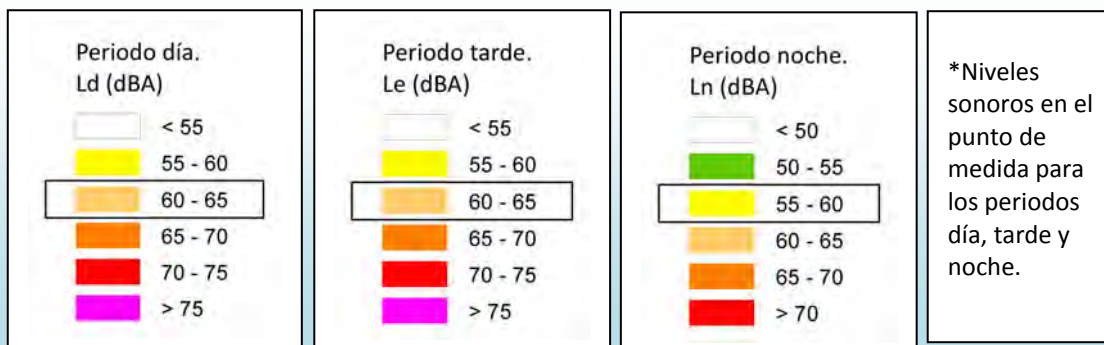 Periodo día.
Ld (dBA)
< 55
55 - 60
60 - 65
65 - 70
70 - 75
> 75
Periodo tarde.
Le (dBA)
< 55
55 - 60
60 - 65
65 - 70
70 - 75
> 75
Periodo noche.
Ln (dBA)
< 50
50 - 55
55 - 60
60 - 65
65 - 70
> 70
*Niveles
sonoros en el
punto de
medida para
los periodos
día, tarde y
noche.